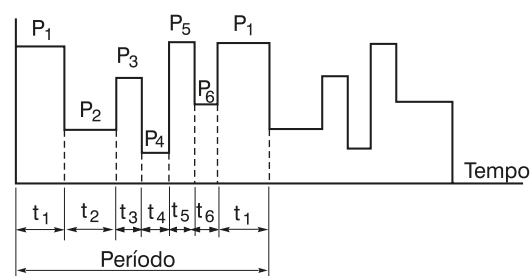 P₁ P₂ P₃ P₄ P₅ P₆ P₁
Tempo
t₁ t₂ t₃ t₄ t₅ t₆ t₁
Período